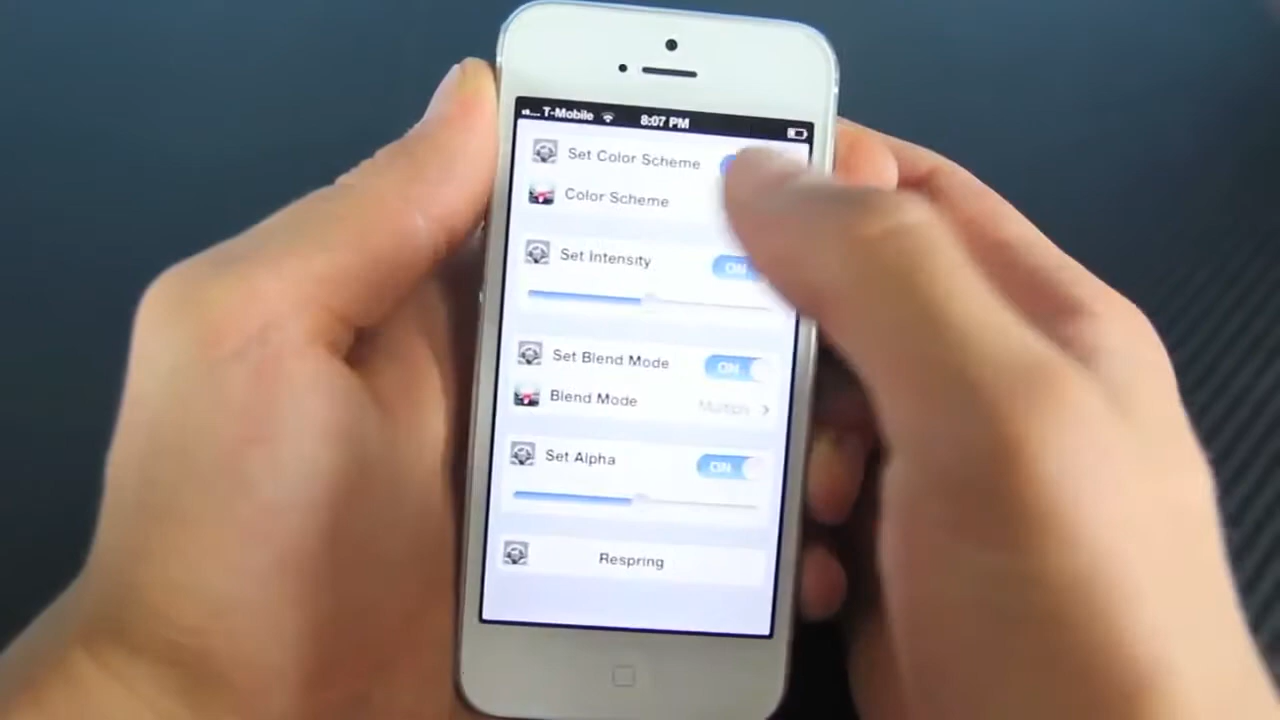 T-Mobile 8:07 PM
Set Color Scheme
Color Scheme
Set Intensity ON
Set Blend Mode ON
Blend Mode Multiply
Set Alpha ON
Respring